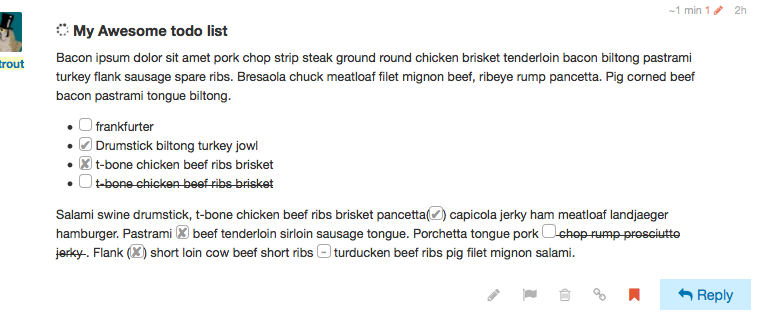 ~1 min 1 2h
My Awesome todo list
trout
Bacon ipsum dolor sit amet pork chop strip steak ground round chicken brisket tenderloin bacon biltong pastrami
turkey flank sausage spare ribs. Bresaola chuck meatloaf filet mignon beef, ribeye rump pancetta. Pig corned beef
bacon pastrami tongue biltong.
frankfurter
Drumstick biltong turkey jowl
t-bone chicken beef ribs brisket
t-bone chicken beef ribs brisket
Salami swine drumstick, t-bone chicken beef ribs brisket pancetta(✔) capicola jerky ham meatloaf landjaeger
hamburger. Pastrami ✘ beef tenderloin sirloin sausage tongue. Porchetta tongue pork ☐ chop rump prosciutto
jerky . Flank (✘) short loin cow beef short ribs - turducken beef ribs pig filet mignon salami.
Reply